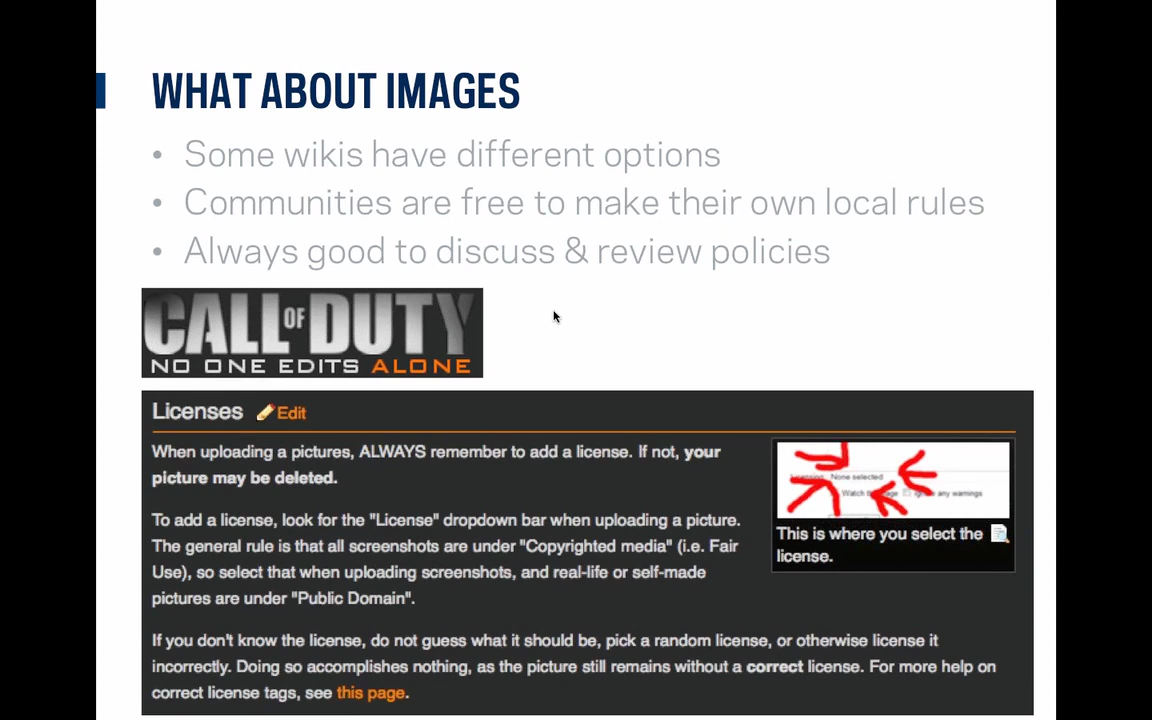 WHAT ABOUT IMAGES
• Some wikis have different options
• Communities are free to make their own local rules
• Always good to discuss & review policies
CALL OF DUTY
NO ONE EDITS ALONE
Licenses Edit
When uploading a pictures, ALWAYS remember to add a license. If not, your
picture may be deleted.
To add a license, look for the "License" dropdown bar when uploading a picture.
The general rule is that all screenshots are under "Copyrighted media" (i.e. Fair
Use), so select that when uploading screenshots, and real-life or self-made
pictures are under "Public Domain".
None selected
Watch any warnings
This is where you select the
license.
If you don't know the license, do not guess what it should be, pick a random license, or otherwise license it
incorrectly. Doing so accomplishes nothing, as the picture still remains without a correct license. For more help on
correct license tags, see this page.